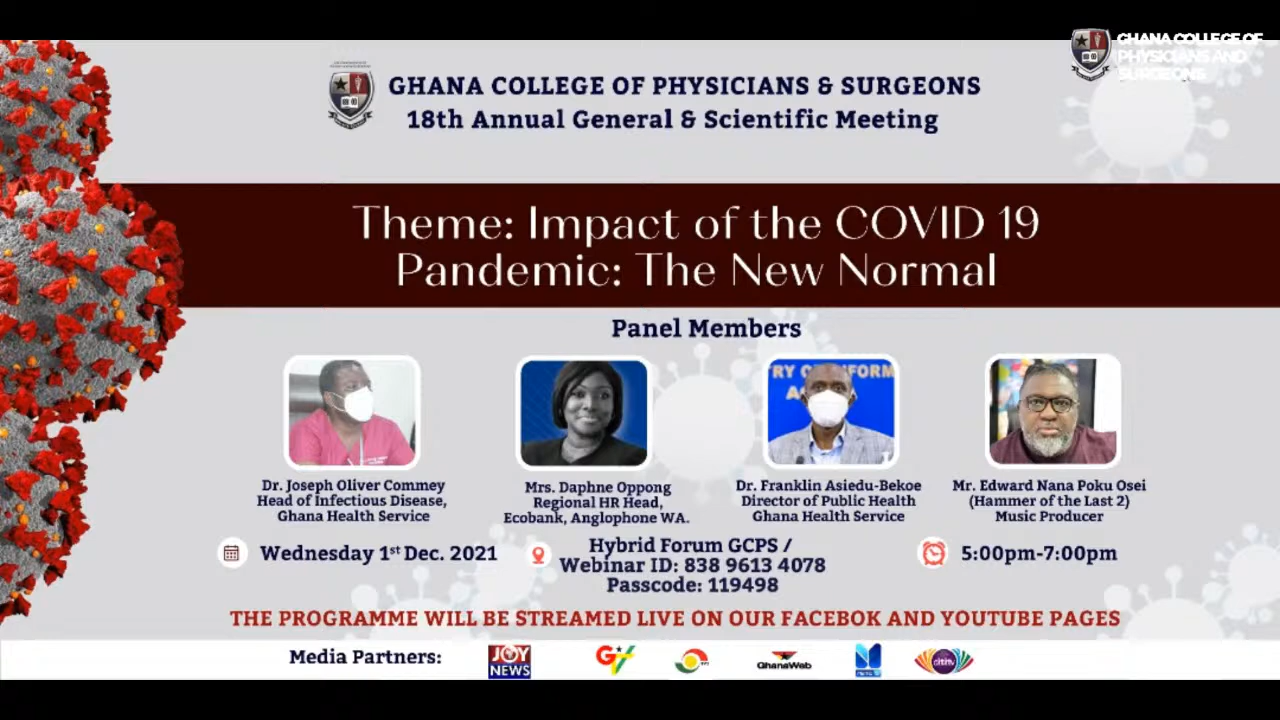 GHANA COLLEGE OF
PHYSICIANS AND
SURGEONS
GHANA COLLEGE OF PHYSICIANS & SURGEONS
18th Annual General & Scientific Meeting
Theme: Impact of the COVID 19
Pandemic: The New Normal
Panel Members
RY O INFORM
A
Dr. Joseph Oliver Commey
Head of Infectious Disease,
Ghana Health Service
Mrs. Daphne Oppong
Regional HR Head,
Ecobank, Anglophone WA.
Dr. Franklin Asiedu-Bekoe
Director of Public Health
Ghana Health Service
Mr. Edward Nana Poku Osei
(Hammer of the Last 2)
Music Producer
Wednesday 1st Dec. 2021
Hybrid Forum GCPS /
Webinar ID: 838 9613 4078
Passcode: 119498
5:00pm-7:00pm
THE PROGRAMME WILL BE STREAMED LIVE ON OUR FACEBOK AND YOUTUBE PAGES
Media Partners:
JOY
NEWS
GhanaWeb